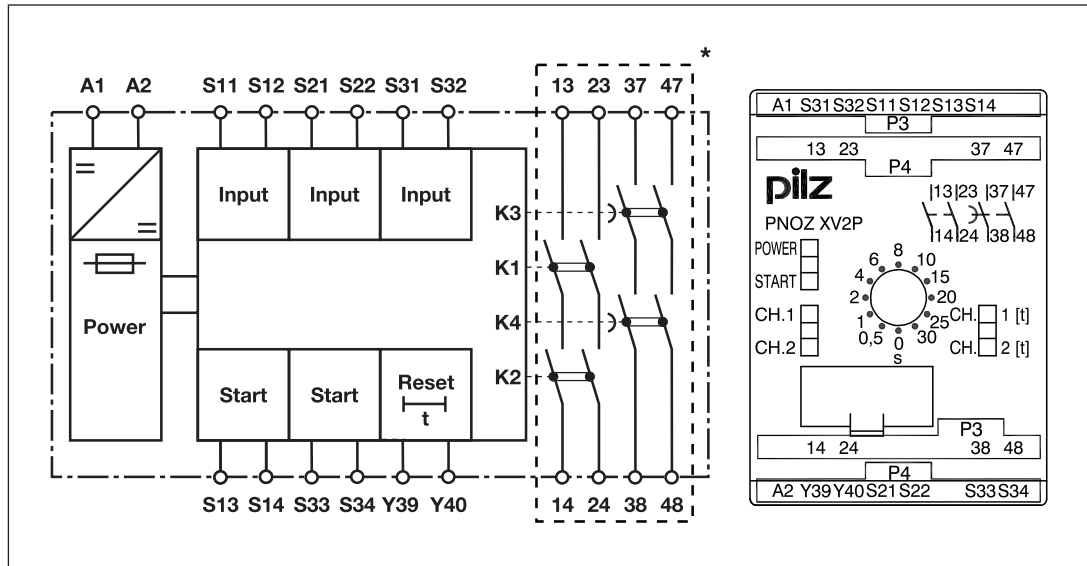 *
A1 A2 S11 S12 S21 S22 S31 S32 13 23 37 47
Input Input Input
K3
K1
K4
K2
Power
Start Start Reset
t
S13 S14 S33 S34 Y39 Y40 14 24 38 48
A1 S31 S32 S11 S12 S13 S14
P3
13 23 37 47
P4
pilz
PNOZ XV2P
13 23 37 47
14 24 38 48
POWER
START
CH.1
CH.2
8
6 10
4 15
2 20
1 25
0,5 30
0
s
CH. 1 [t]
CH. 2 [t]
P3
14 24 38 48
P4
A2 Y39 Y40 S21 S22 S33 S34